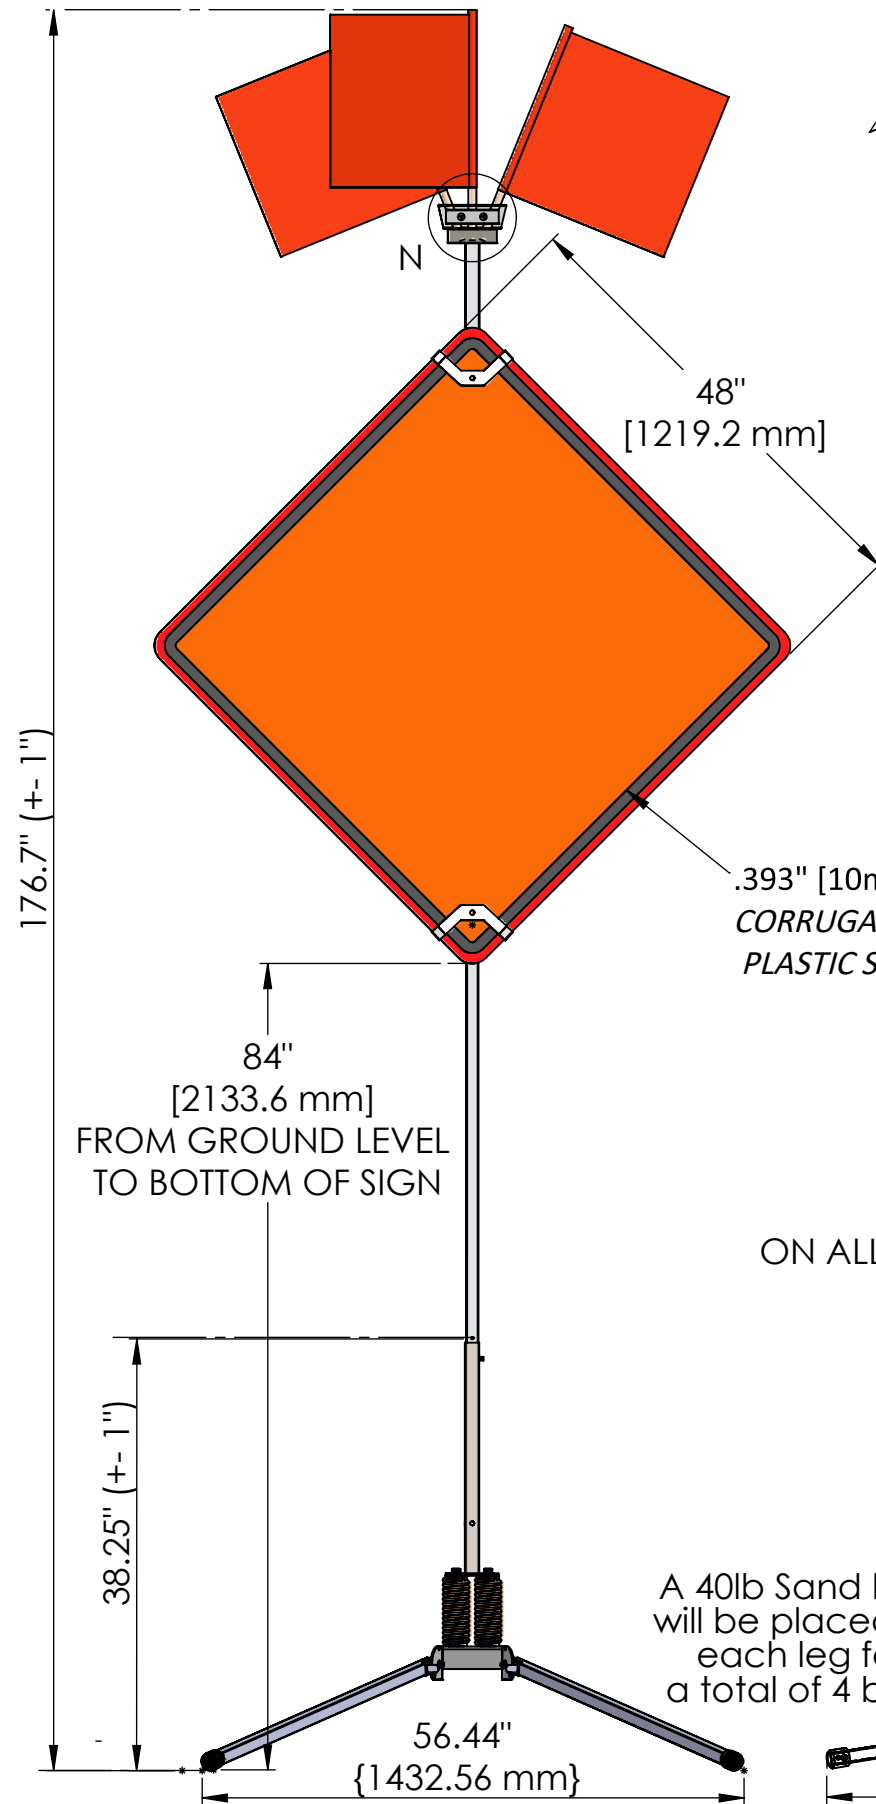 N
48"
[1219.2 mm]
176.7" (+- 1")
.393" [10m
CORRUGA
PLASTIC S
84"
[2133.6 mm]
FROM GROUND LEVEL
TO BOTTOM OF SIGN
ON ALL
38.25" (+- 1")
A 40lb Sand
will be placed
each leg fo
a total of 4 b
56.44"
{1432.56 mm}